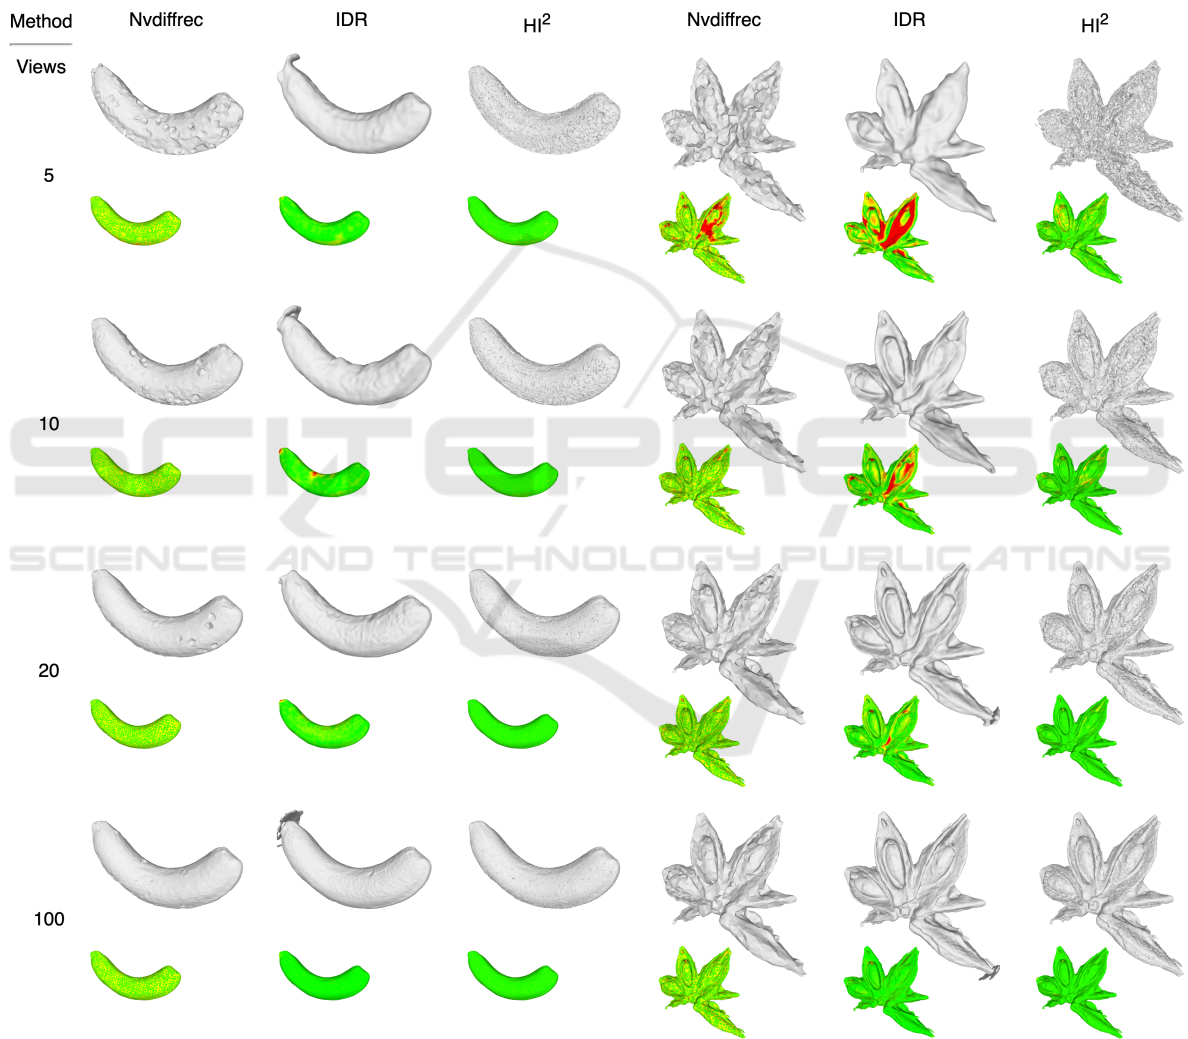 Method Nvdiffrec IDR HI² Nvdiffrec IDR HI²
Views
5
10
SCITEPRESS
SCIENCE AND TECHNOLOGY PUBLICATIONS
20
100